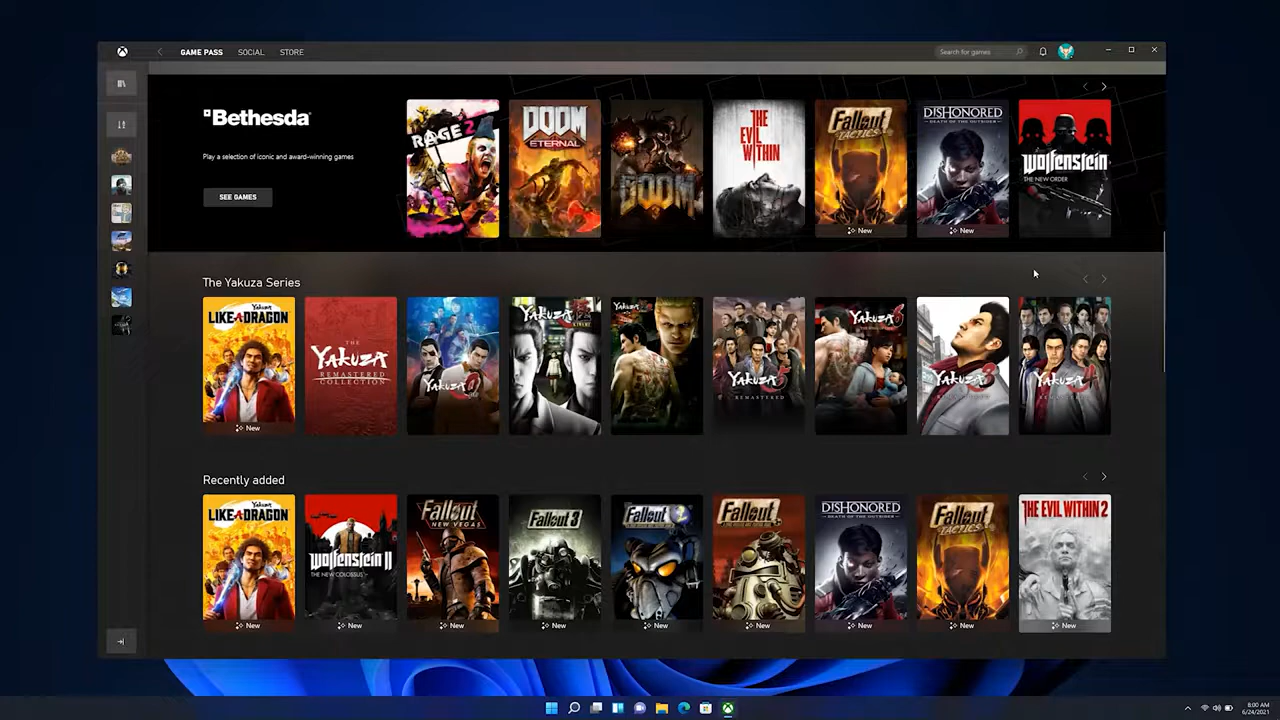 GAME PASS SOCIAL STORE
Search for games
Bethesda
Play a selection of iconic and award-winning games
SEE GAMES
RAGE 2
DOOM
ETERNAL
DOOM
THE
EVIL
WITHIN
Fallout
TACTICS
New
DISHONORED
DEATH OF THE OUTSIDER
New
Wolfenstein
THE NEW ORDER
The Yakuza Series
Yakuza
LIKE A DRAGON
New
THE
Yakuza
REMASTERED
COLLECTION
Yakuza 0
Yakuza
Yakuza
Yakuza 5
REMASTERED
Yakuza 6
Yakuza 3
Yakuza 4
Recently added
Yakuza
LIKE A DRAGON
New
Wolfenstein II
THE NEW COLOSSUS
New
Fallout
NEW VEGAS
New
Fallout 3
New
Fallout 2
New
Fallout
New
DISHONORED
New
Fallout
TACTICS
New
THE EVIL WITHIN 2
New
8:00 AM
6/24/2021